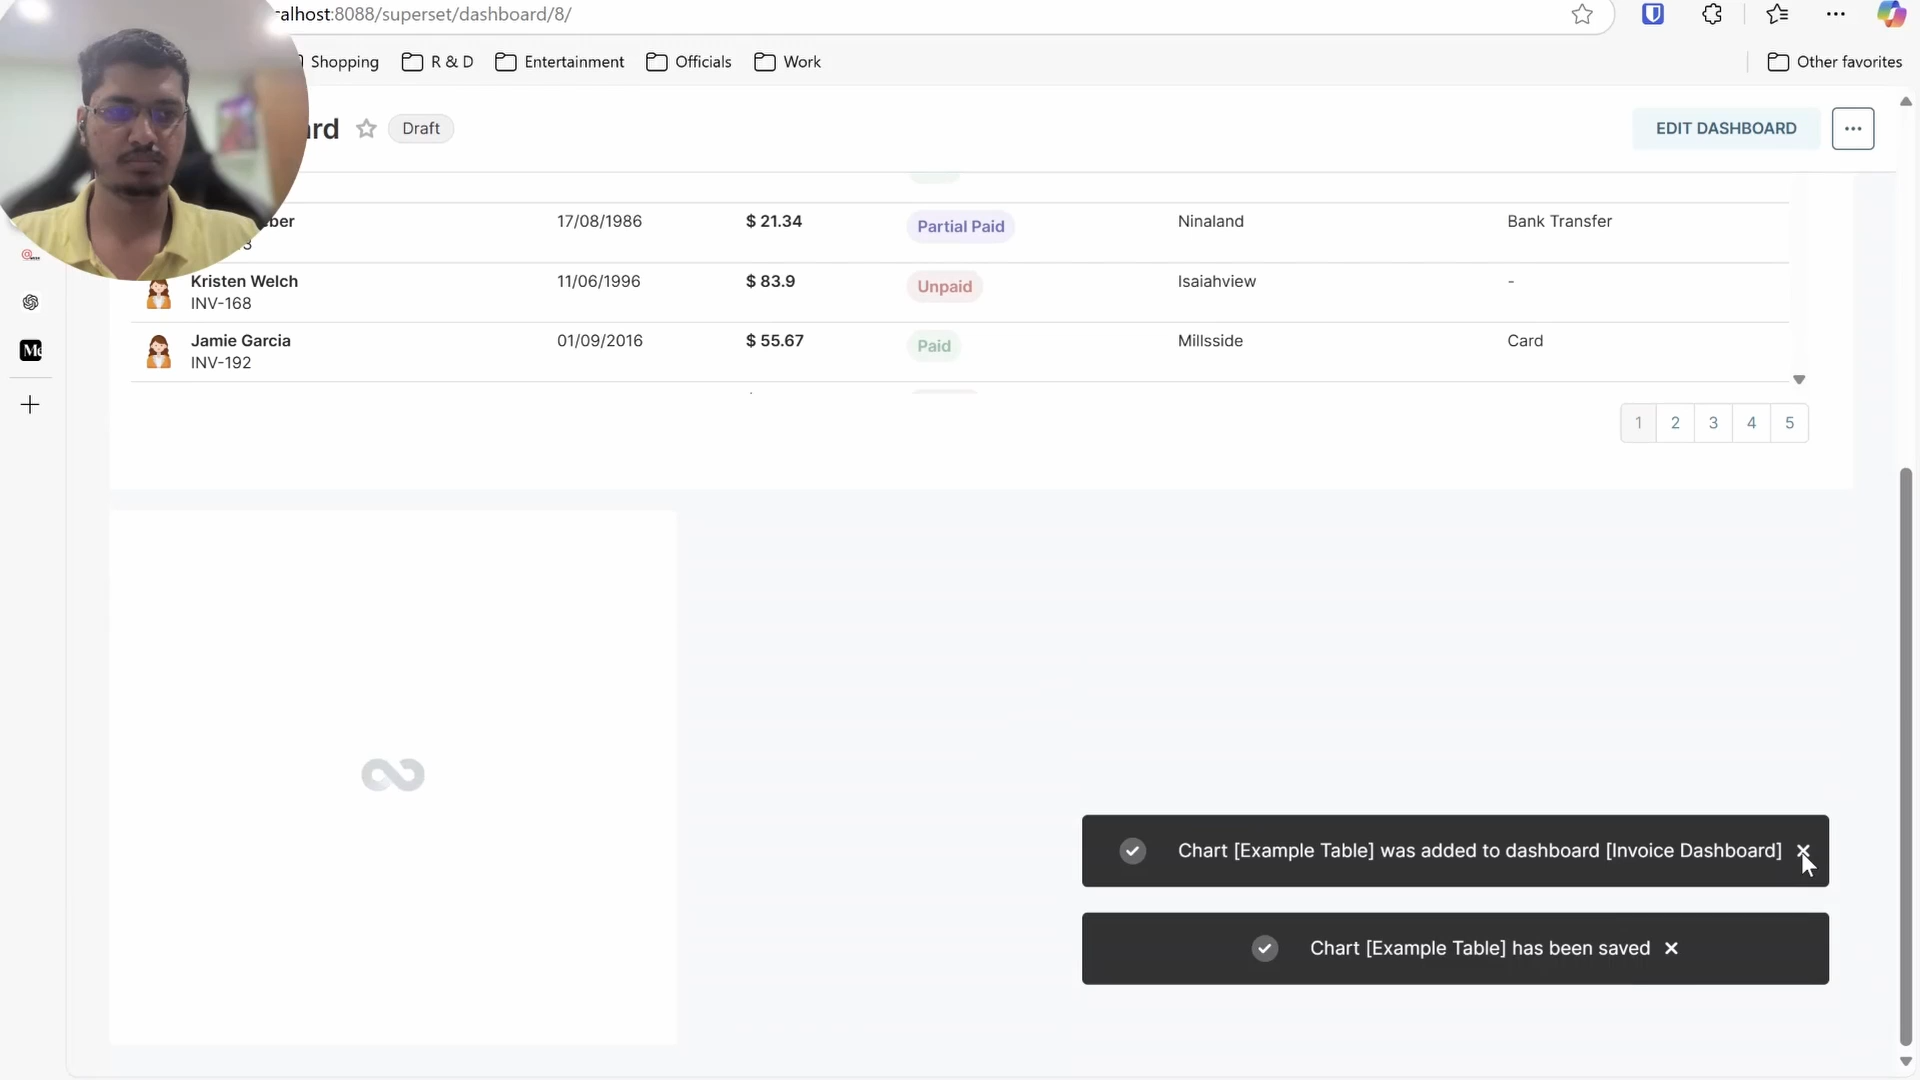 calhost:8088/superset/dashboard/8/
Shopping R & D Entertainment Officials Work Other favorites
rd Draft EDIT DASHBOARD
ber 17/08/1986 $ 21.34 Partial Paid Ninaland Bank Transfer
3
Kristen Welch 11/06/1996 $ 83.9 Unpaid Isaiahview -
INV-168
Jamie Garcia 01/09/2016 $ 55.67 Paid Millsside Card
INV-192
1 2 3 4 5
Chart [Example Table] was added to dashboard [Invoice Dashboard]
Chart [Example Table] has been saved